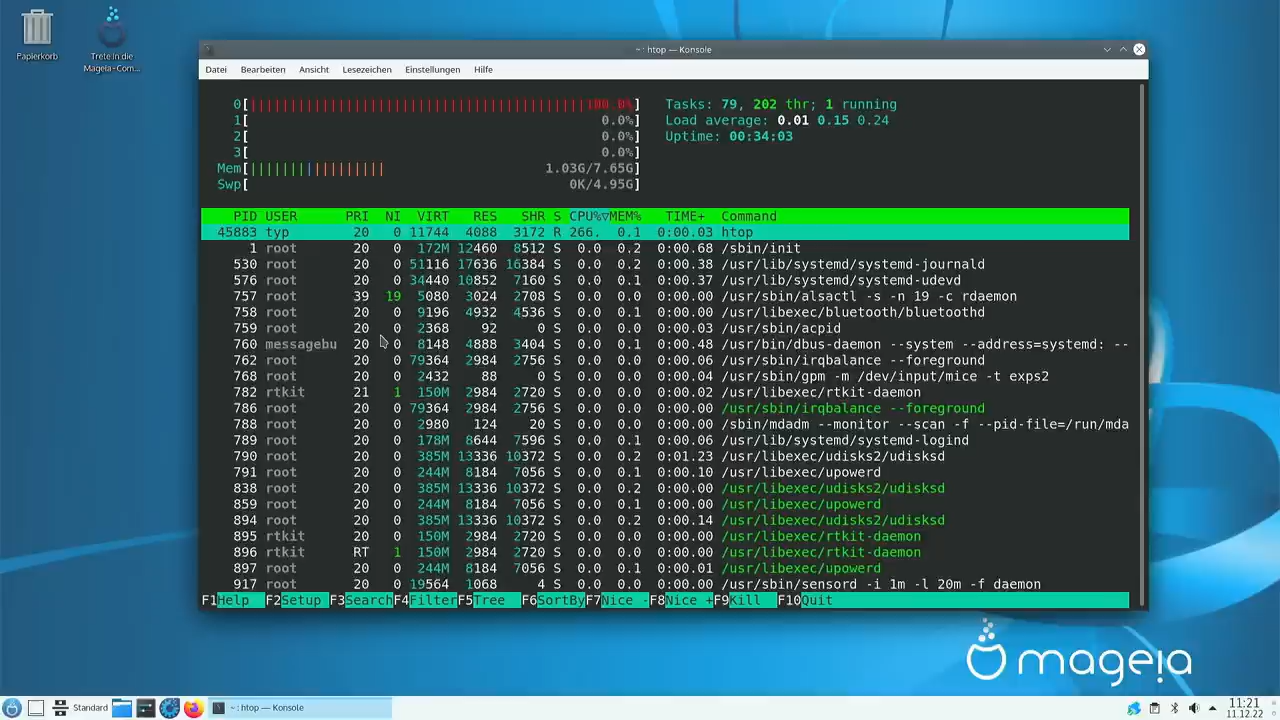 Papierkorb
Trete in die
Mageia-Com...
~ : htop — Konsole
Datei Bearbeiten Ansicht Lesezeichen Einstellungen Hilfe
0[||||||||||||||||||||||||||||||||||||||||||100.0%] Tasks: 79, 202 thr; 1 running
1[ 0.0%] Load average: 0.01 0.15 0.24
2[ 0.0%] Uptime: 00:34:03
3[ 0.0%]
Mem[||||||||||||||||| 1.03G/7.65G]
Swp[ 0K/4.95G]
PID USER PRI NI VIRT RES SHR S CPU%▽MEM% TIME+ Command
45883 typ 20 0 11744 4088 3172 R 266. 0.1 0:00.03 htop
1 root 20 0 172M 12460 8512 S 0.0 0.2 0:00.68 /sbin/init
530 root 20 0 51116 17636 16384 S 0.0 0.2 0:00.38 /usr/lib/systemd/systemd-journald
576 root 20 0 34440 10852 7160 S 0.0 0.1 0:00.37 /usr/lib/systemd/systemd-udevd
757 root 39 19 5080 3024 2708 S 0.0 0.0 0:00.01 /usr/sbin/alsactl -s -n 19 -c rdaemon
758 root 20 0 9196 4932 4536 S 0.0 0.1 0:00.00 /usr/libexec/bluetooth/bluetoothd
759 root 20 0 2368 92 0 S 0.0 0.0 0:00.03 /usr/sbin/acpid
760 messagebu 20 0 8148 4888 3404 S 0.0 0.1 0:00.48 /usr/bin/dbus-daemon --system --address=systemd: --
762 root 20 0 79364 2984 2756 S 0.0 0.0 0:00.06 /usr/sbin/irqbalance --foreground
768 root 20 0 2432 88 0 S 0.0 0.0 0:00.04 /usr/sbin/gpm -m /dev/input/mice -t exps2
782 rtkit 21 1 150M 2984 2720 S 0.0 0.0 0:00.02 /usr/libexec/rtkit-daemon
786 root 20 0 79364 2984 2756 S 0.0 0.0 0:00.00 /usr/sbin/irqbalance --foreground
788 root 20 0 2980 124 20 S 0.0 0.0 0:00.00 /sbin/mdadm --monitor --scan -f --pid-file=/run/mda
789 root 20 0 178M 8644 7596 S 0.0 0.1 0:00.06 /usr/lib/systemd/systemd-logind
790 root 20 0 385M 13336 10372 S 0.0 0.2 0:01.23 /usr/libexec/udisks2/udisksd
791 root 20 0 244M 8184 7056 S 0.0 0.1 0:00.10 /usr/libexec/upowerd
838 root 20 0 385M 13336 10372 S 0.0 0.2 0:00.00 /usr/libexec/udisks2/udisksd
859 root 20 0 244M 8184 7056 S 0.0 0.1 0:00.00 /usr/libexec/upowerd
894 root 20 0 385M 13336 10372 S 0.0 0.2 0:00.14 /usr/libexec/udisks2/udisksd
895 rtkit 20 0 150M 2984 2720 S 0.0 0.0 0:00.00 /usr/libexec/rtkit-daemon
896 rtkit RT 1 150M 2984 2720 S 0.0 0.0 0:00.00 /usr/libexec/rtkit-daemon
897 root 20 0 244M 8184 7056 S 0.0 0.1 0:00.01 /usr/libexec/upowerd
917 root 20 0 19564 1068 4 S 0.0 0.0 0:00.00 /usr/sbin/sensord -i 1m -l 20m -f daemon
F1Help F2Setup F3SearchF4FilterF5Tree F6SortByF7Nice -F8Nice +F9Kill F10Quit
mageia
Standard ~ : htop — Konsole 11:21
11.12.22